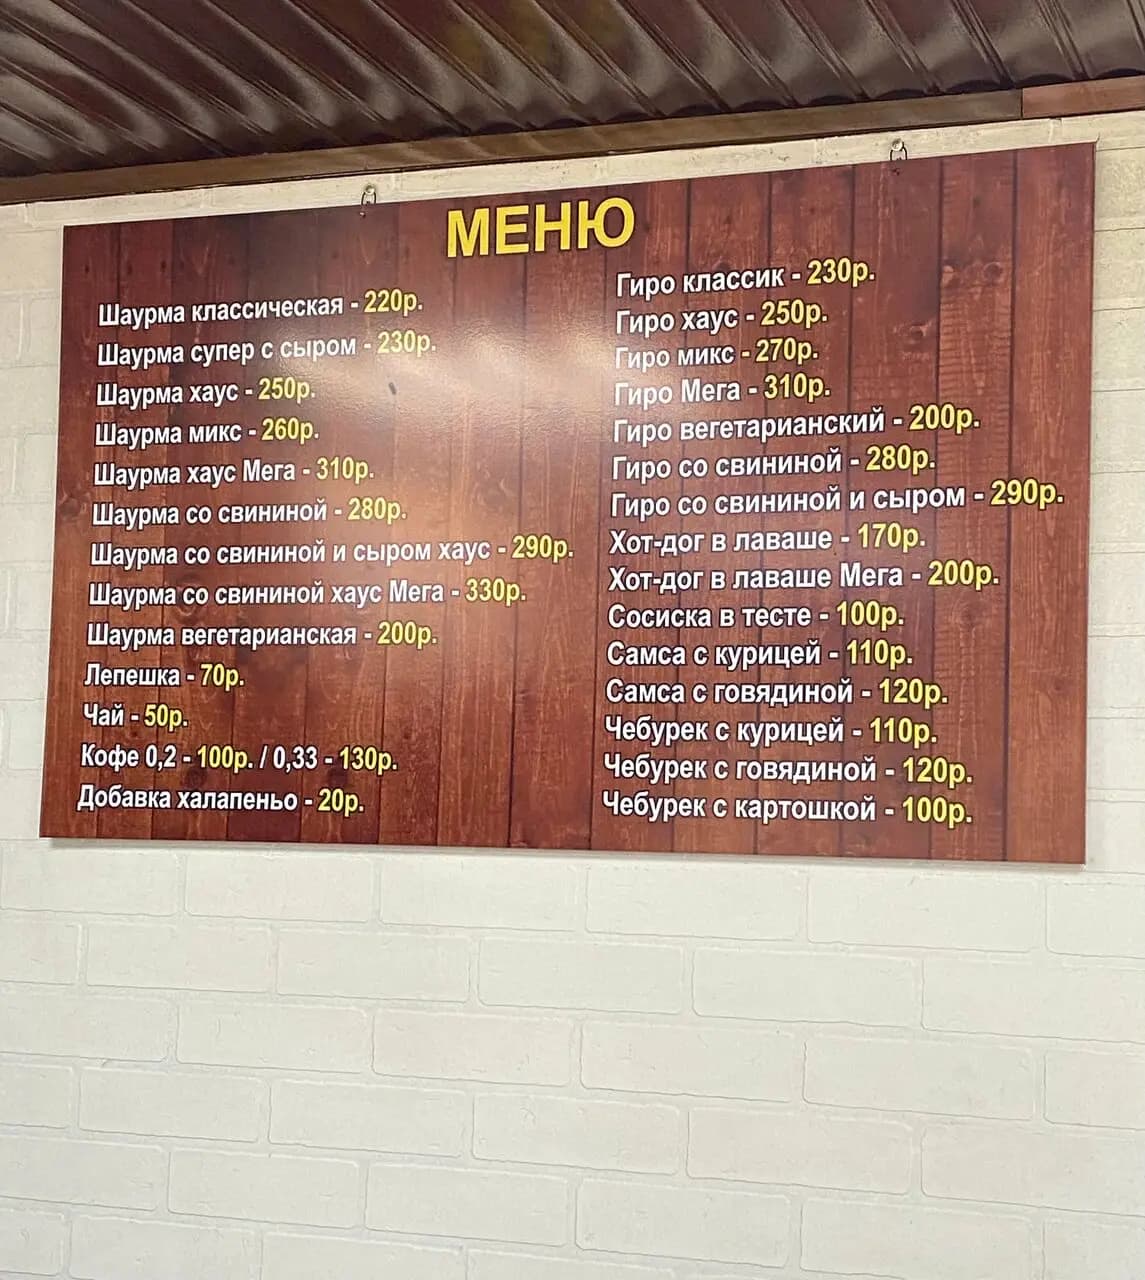 МЕНЮ
Шаурма классическая - 220р.
Шаурма супер с сыром - 230р.
Шаурма хаус - 250р.
Шаурма микс - 260р.
Шаурма хаус Мега - 310р.
Шаурма со свининой - 280р.
Шаурма со свининой и сыром хаус - 290р.
Шаурма со свининой хаус Мега - 330р.
Шаурма вегетарианская - 200р.
Лепешка - 70р.
Чай - 50р.
Кофе 0,2 - 100р. / 0,33 - 130р.
Добавка халапеньо - 20р.
Гиро классик - 230р.
Гиро хаус - 250р.
Гиро микс - 270р.
Гиро Мега - 310р.
Гиро вегетарианский - 200р.
Гиро со свининой - 280р.
Гиро со свининой и сыром - 290р.
Хот-дог в лаваше - 170р.
Хот-дог в лаваше Мега - 200р.
Сосиска в тесте - 100р.
Самса с курицей - 110р.
Самса с говядиной - 120р.
Чебурек с курицей - 110р.
Чебурек с говядиной - 120р.
Чебурек с картошкой - 100р.